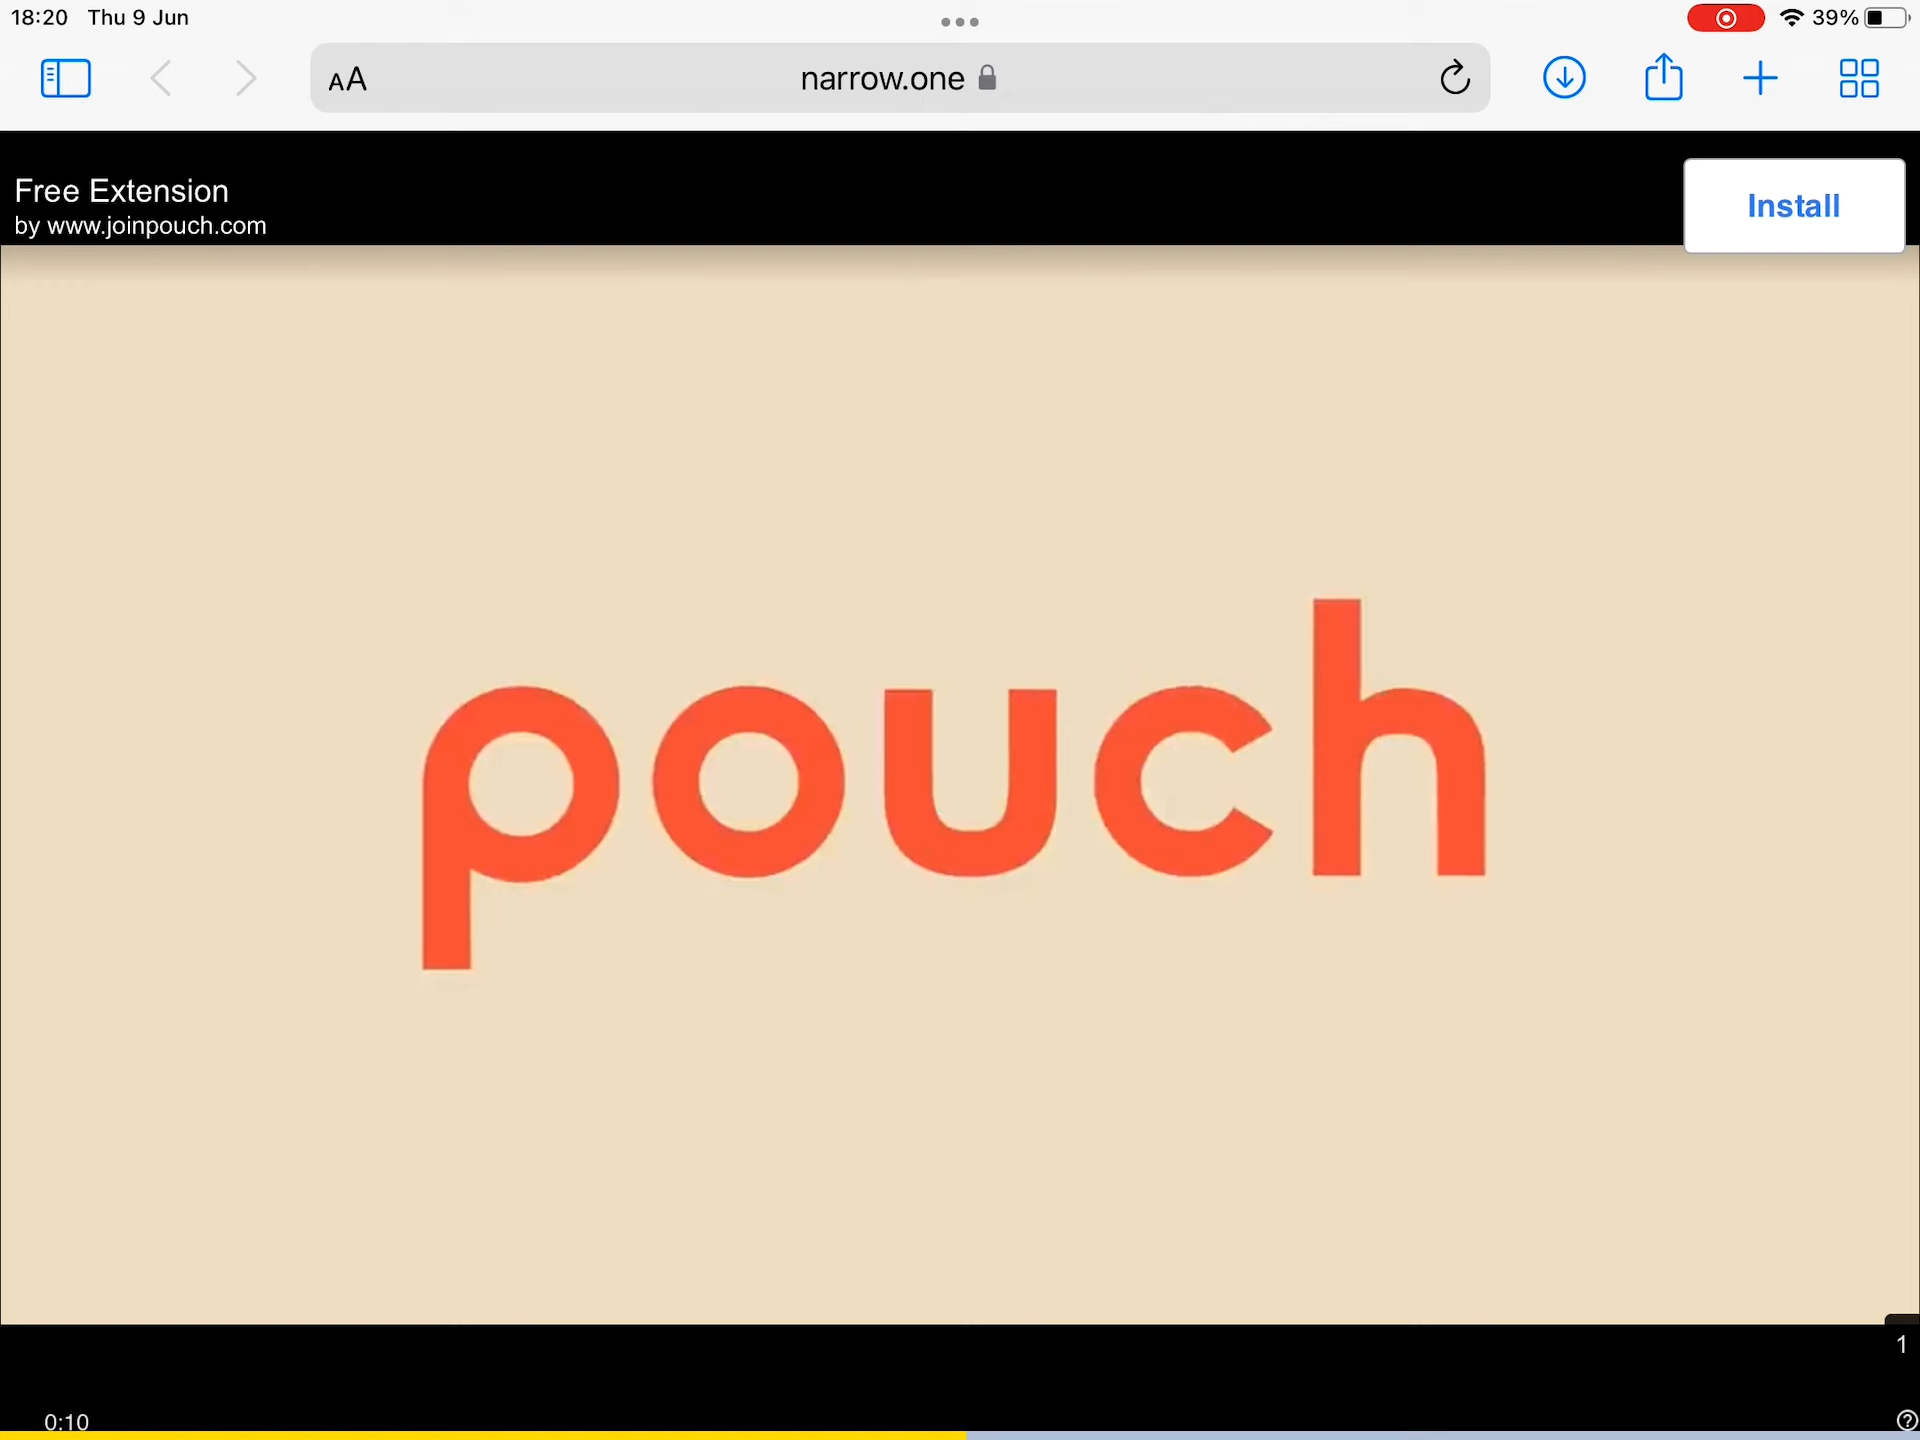 18:20 Thu 9 Jun
39%
AA
narrow.one
Free Extension
by www.joinpouch.com
Install
pouch
1
0:10
?